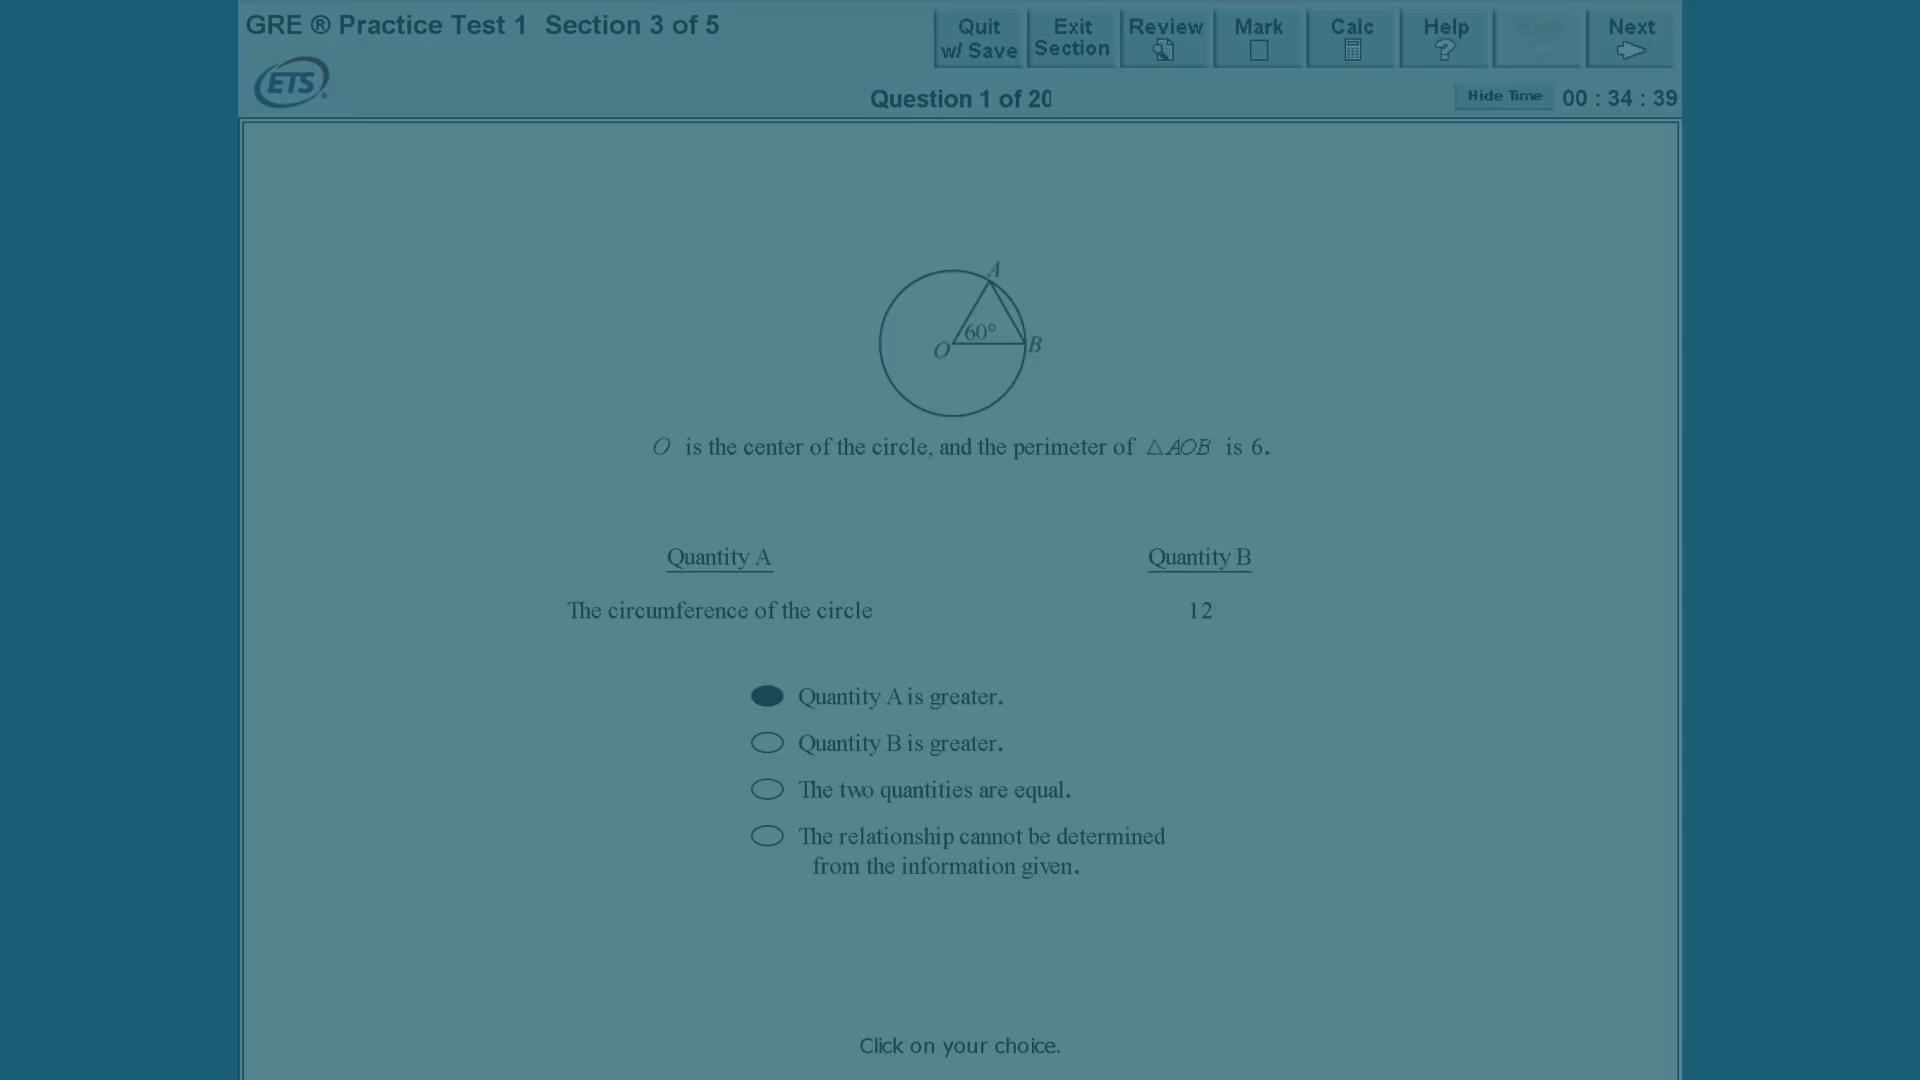 GRE ® Practice Test 1 Section 3 of 5
Quit w/ Save
Exit Section
Review
Mark
Calc
Help
Next
ETS
Question 1 of 20
Hide Time
00 : 34 : 39
A
60°
O
B
O is the center of the circle, and the perimeter of △AOB is 6.
Quantity A
Quantity B
The circumference of the circle
12
Quantity A is greater.
Quantity B is greater.
The two quantities are equal.
The relationship cannot be determined
from the information given.
Click on your choice.